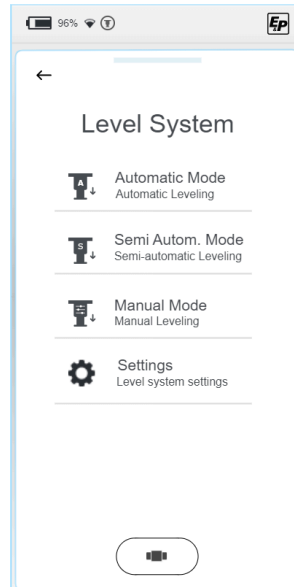 96% T
E&P
Level System
A
Automatic Mode
Automatic Leveling
S
Semi Autom. Mode
Semi-automatic Leveling
Manual Mode
Manual Leveling
Settings
Level system settings